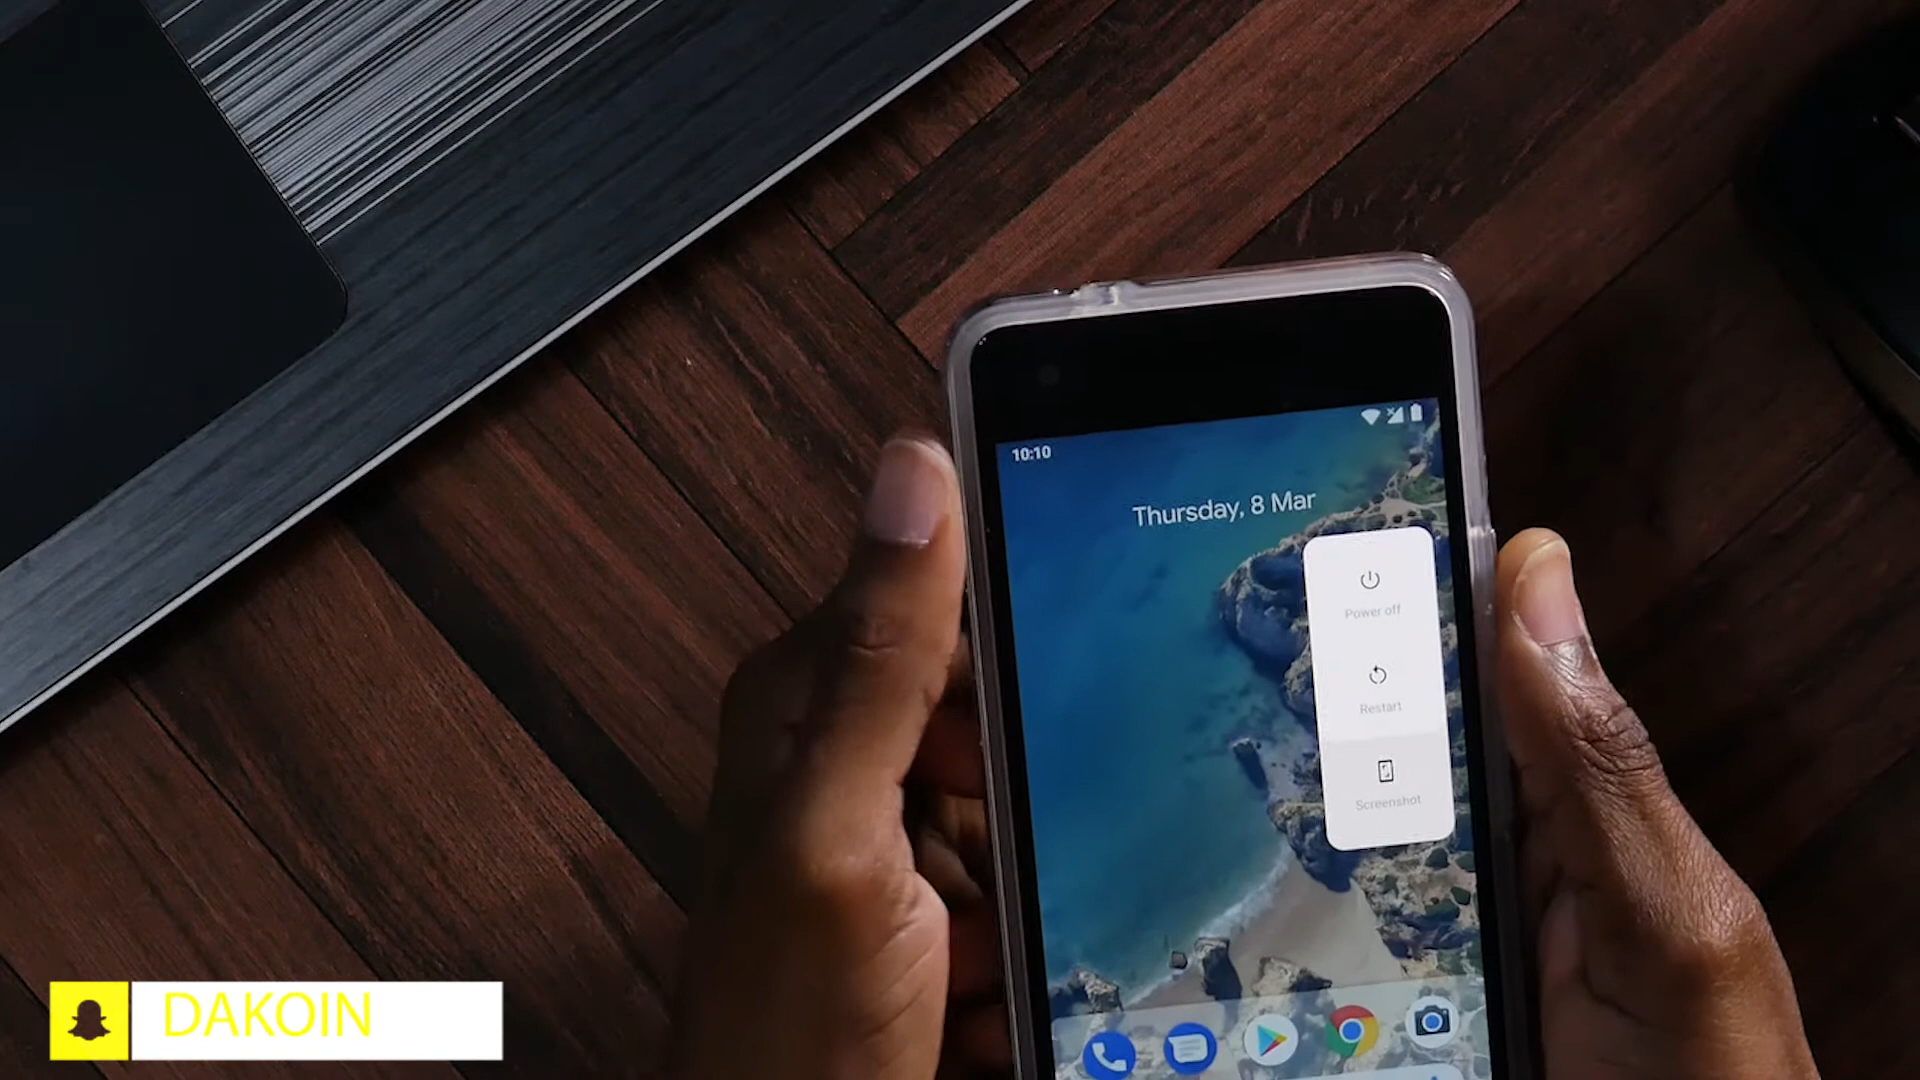 10:10
Thursday, 8 Mar
Power off
Restart
Screenshot
DAKOIN